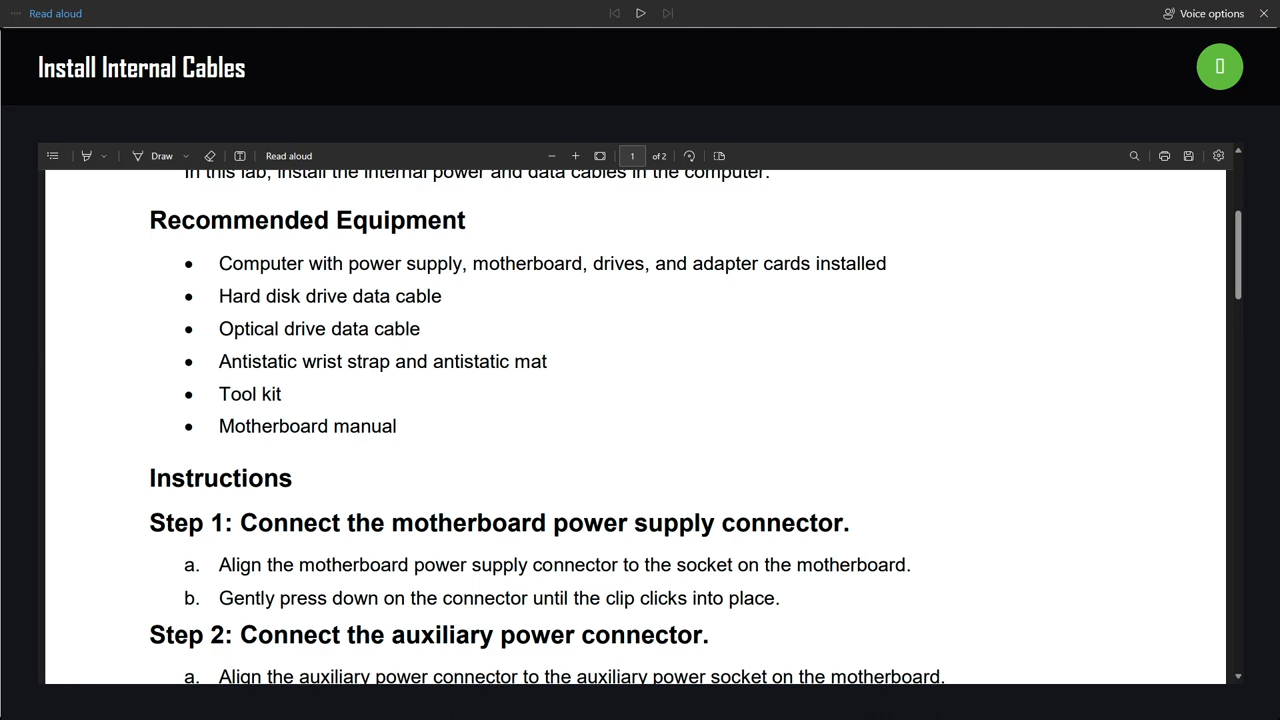 Read aloud
Voice options
Install Internal Cables
Draw
Read aloud
1 of 2
In this lab, install the internal power and data cables in the computer.
Recommended Equipment
• Computer with power supply, motherboard, drives, and adapter cards installed
• Hard disk drive data cable
• Optical drive data cable
• Antistatic wrist strap and antistatic mat
• Tool kit
• Motherboard manual
Instructions
Step 1: Connect the motherboard power supply connector.
a. Align the motherboard power supply connector to the socket on the motherboard.
b. Gently press down on the connector until the clip clicks into place.
Step 2: Connect the auxiliary power connector.
a. Align the auxiliary power connector to the auxiliary power socket on the motherboard.